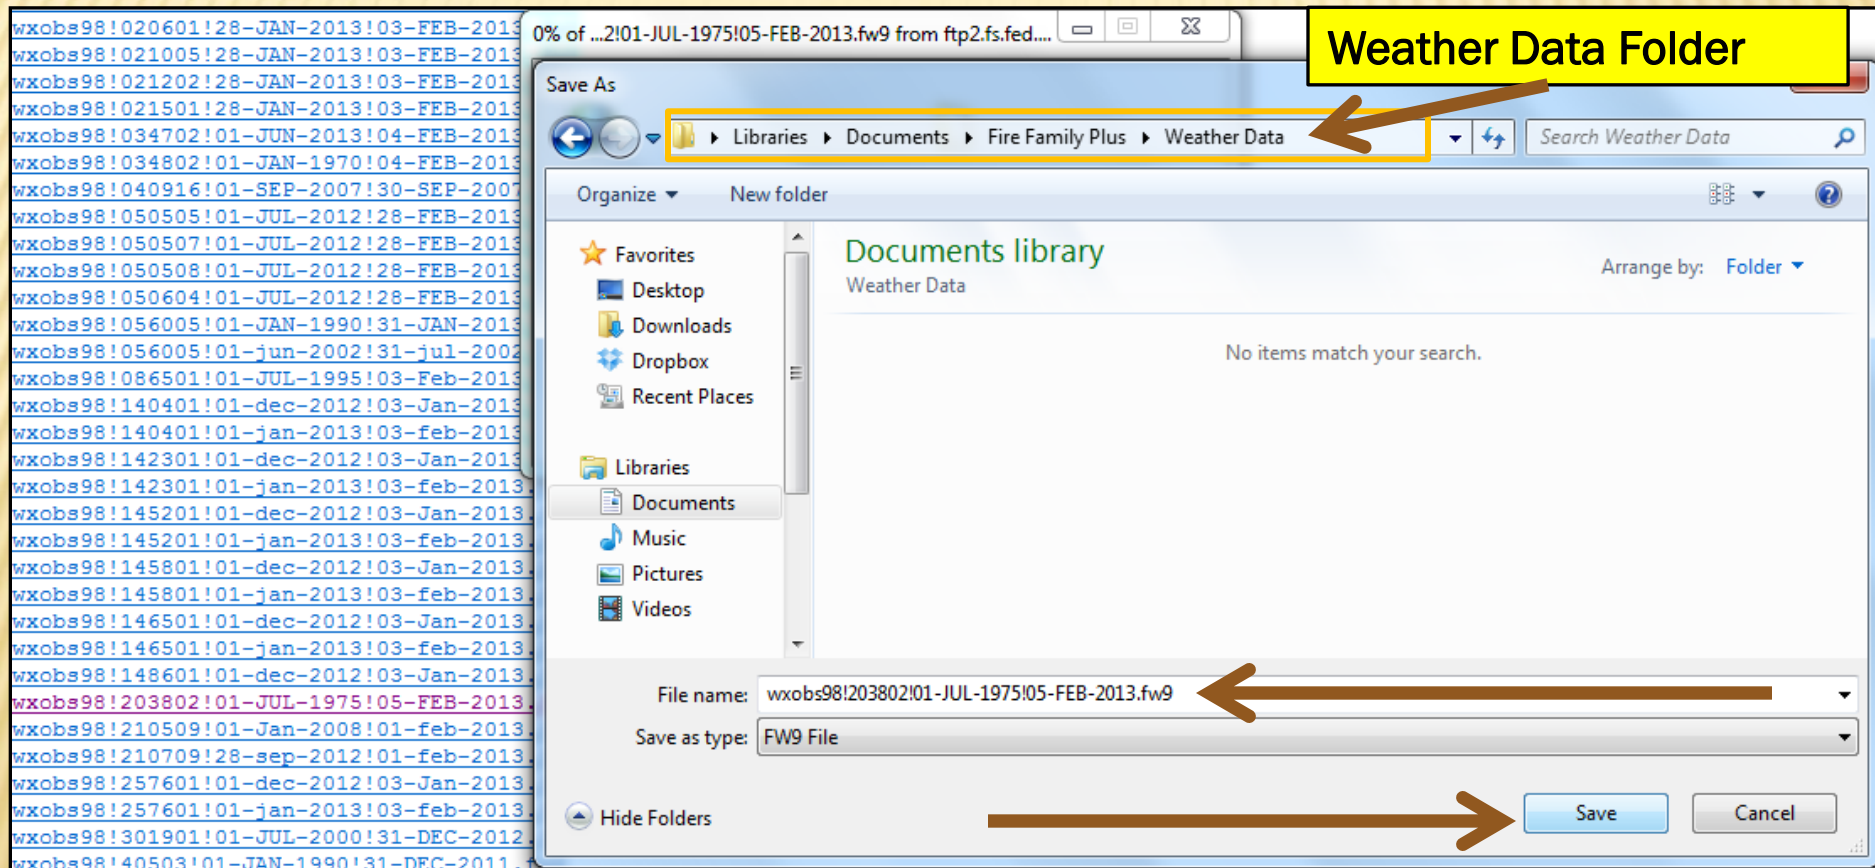 wxobs98!020601!28-JAN-2013!03-FEB-2013
wxobs98!021005!28-JAN-2013!03-FEB-2013
wxobs98!021202!28-JAN-2013!03-FEB-2013
wxobs98!021501!28-JAN-2013!03-FEB-2013
wxobs98!034702!01-JUN-2013!04-FEB-2013
wxobs98!034802!01-JAN-1970!04-FEB-2013
wxobs98!040916!01-SEP-2007!30-SEP-2007
wxobs98!050505!01-JUL-2012!28-FEB-2013
wxobs98!050507!01-JUL-2012!28-FEB-2013
wxobs98!050508!01-JUL-2012!28-FEB-2013
wxobs98!050604!01-JUL-2012!28-FEB-2013
wxobs98!056005!01-JAN-1990!31-JAN-2013
wxobs98!056005!01-jun-2002!31-jul-2002
wxobs98!086501!01-JUL-1995!03-Feb-2013
wxobs98!140401!01-dec-2012!03-Jan-2013
wxobs98!140401!01-jan-2013!03-feb-2013
wxobs98!142301!01-dec-2012!03-Jan-2013
wxobs98!142301!01-jan-2013!03-feb-2013.
wxobs98!145201!01-dec-2012!03-Jan-2013.
wxobs98!145201!01-jan-2013!03-feb-2013.
wxobs98!145801!01-dec-2012!03-Jan-2013.
wxobs98!145801!01-jan-2013!03-feb-2013.
wxobs98!146501!01-dec-2012!03-Jan-2013.
wxobs98!146501!01-jan-2013!03-feb-2013.
wxobs98!148601!01-dec-2012!03-Jan-2013.
wxobs98!203802!01-JUL-1975!05-FEB-2013.
wxobs98!210509!01-Jan-2008!01-feb-2013.
wxobs98!210709!28-sep-2012!01-feb-2013.
wxobs98!257601!01-dec-2012!03-Jan-2013.
wxobs98!257601!01-jan-2013!03-feb-2013.
wxobs98!301901!01-JUL-2000!31-DEC-2012.
wxobs98!40503!01-JAN-1990!31-DEC-2011.f
0% of ...2!01-JUL-1975!05-FEB-2013.fw9 from ftp2.fs.fed....
Weather Data Folder
Save As
Libraries Documents Fire Family Plus Weather Data
Search Weather Data
Organize New folder
Favorites
Desktop
Downloads
Dropbox
Recent Places
Libraries
Documents
Music
Pictures
Videos
Documents library
Weather Data
Arrange by: Folder
No items match your search.
File name: wxobs98!203802!01-JUL-1975!05-FEB-2013.fw9
Save as type: FW9 File
Hide Folders
Save Cancel